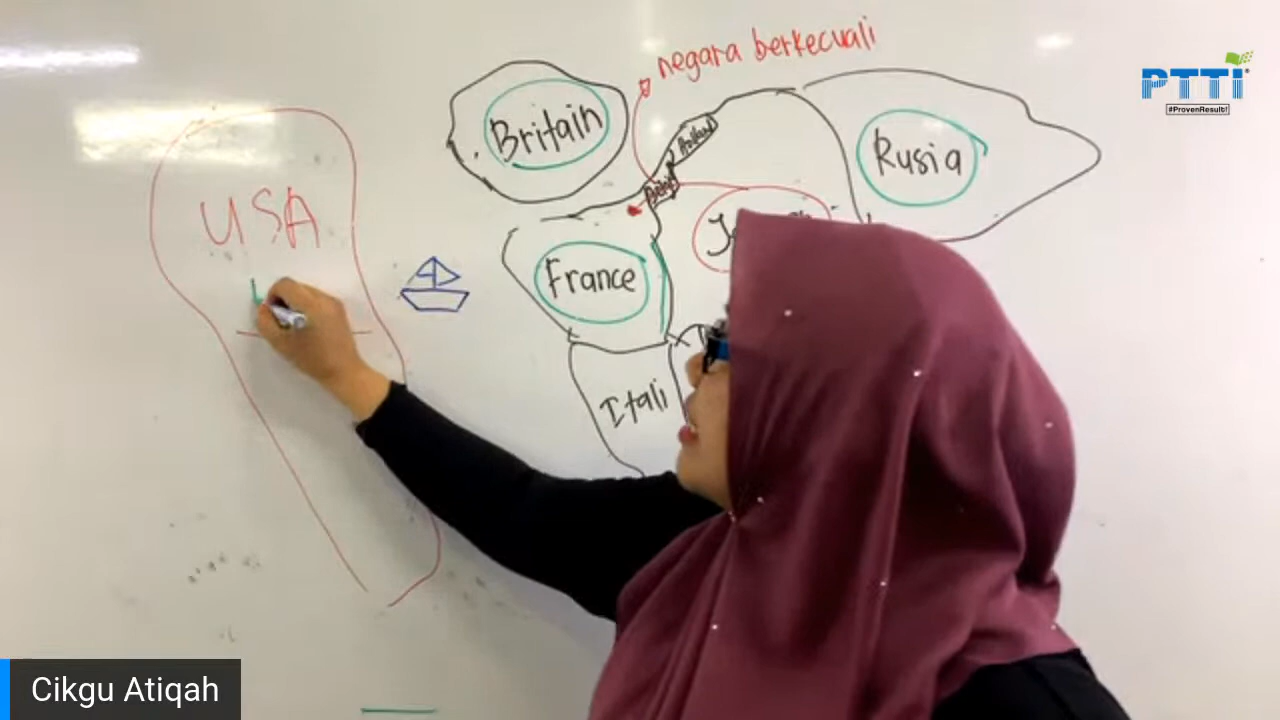 negara berkecuali
PTTI
#ProvenResult!
Britain
Rusia
USA
France
Itali
Cikgu Atiqah